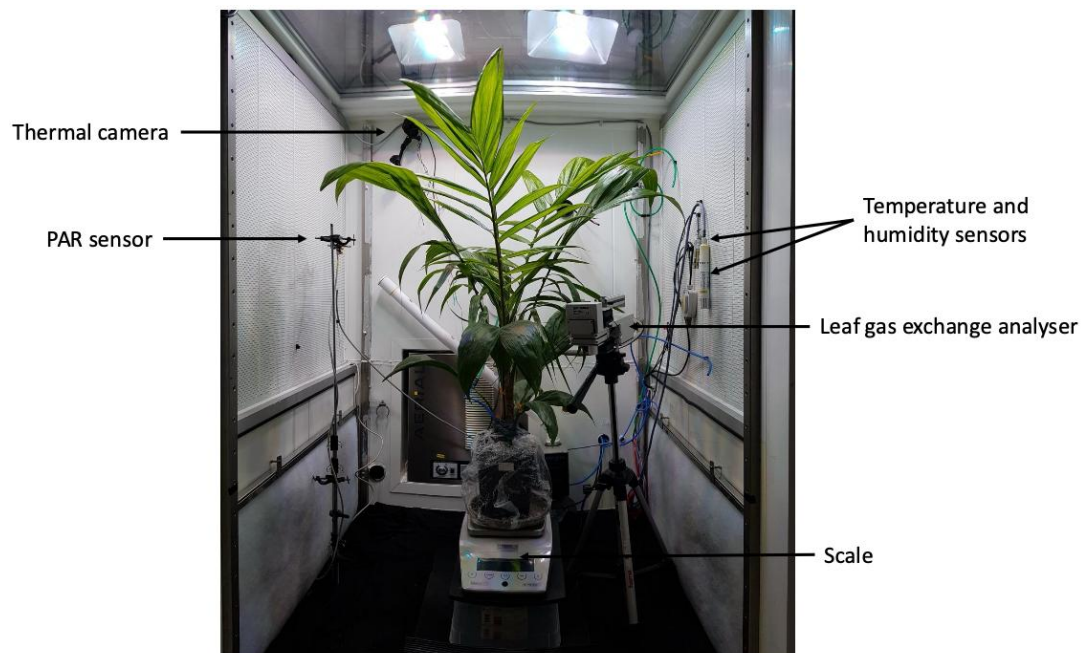 Thermal camera
PAR sensor
Temperature and
humidity sensors
Leaf gas exchange analyser
Scale